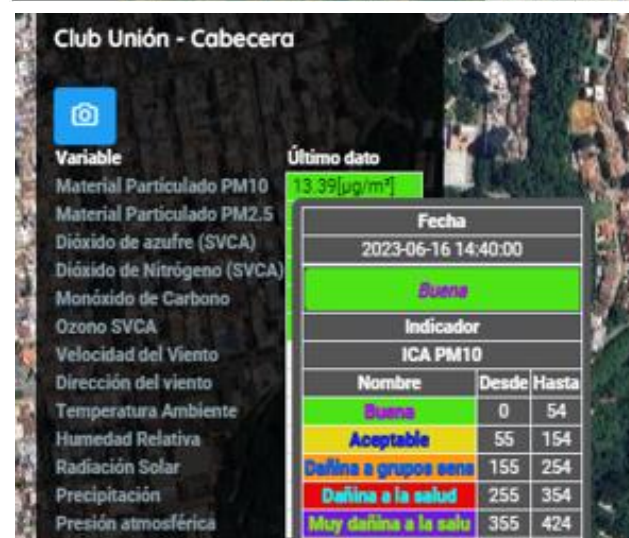 Club Unión - Cabecera
Variable Último dato
Material Particulado PM10 13.39[µg/m³]
Material Particulado PM2.5
Dióxido de azufre (SVCA)
Dióxido de Nitrógeno (SVCA)
Monóxido de Carbono
Ozono SVCA
Velocidad del Viento
Dirección del viento
Temperatura Ambiente
Humedad Relativa
Radiación Solar
Precipitación
Presión atmosférica
Fecha
2023-06-16 14:40:00
Buena
Indicador
ICA PM10
Nombre Desde Hasta
Buena 0 54
Aceptable 55 154
Dañina a grupos sens 155 254
Dañina a la salud 255 354
Muy dañina a la salu 355 424